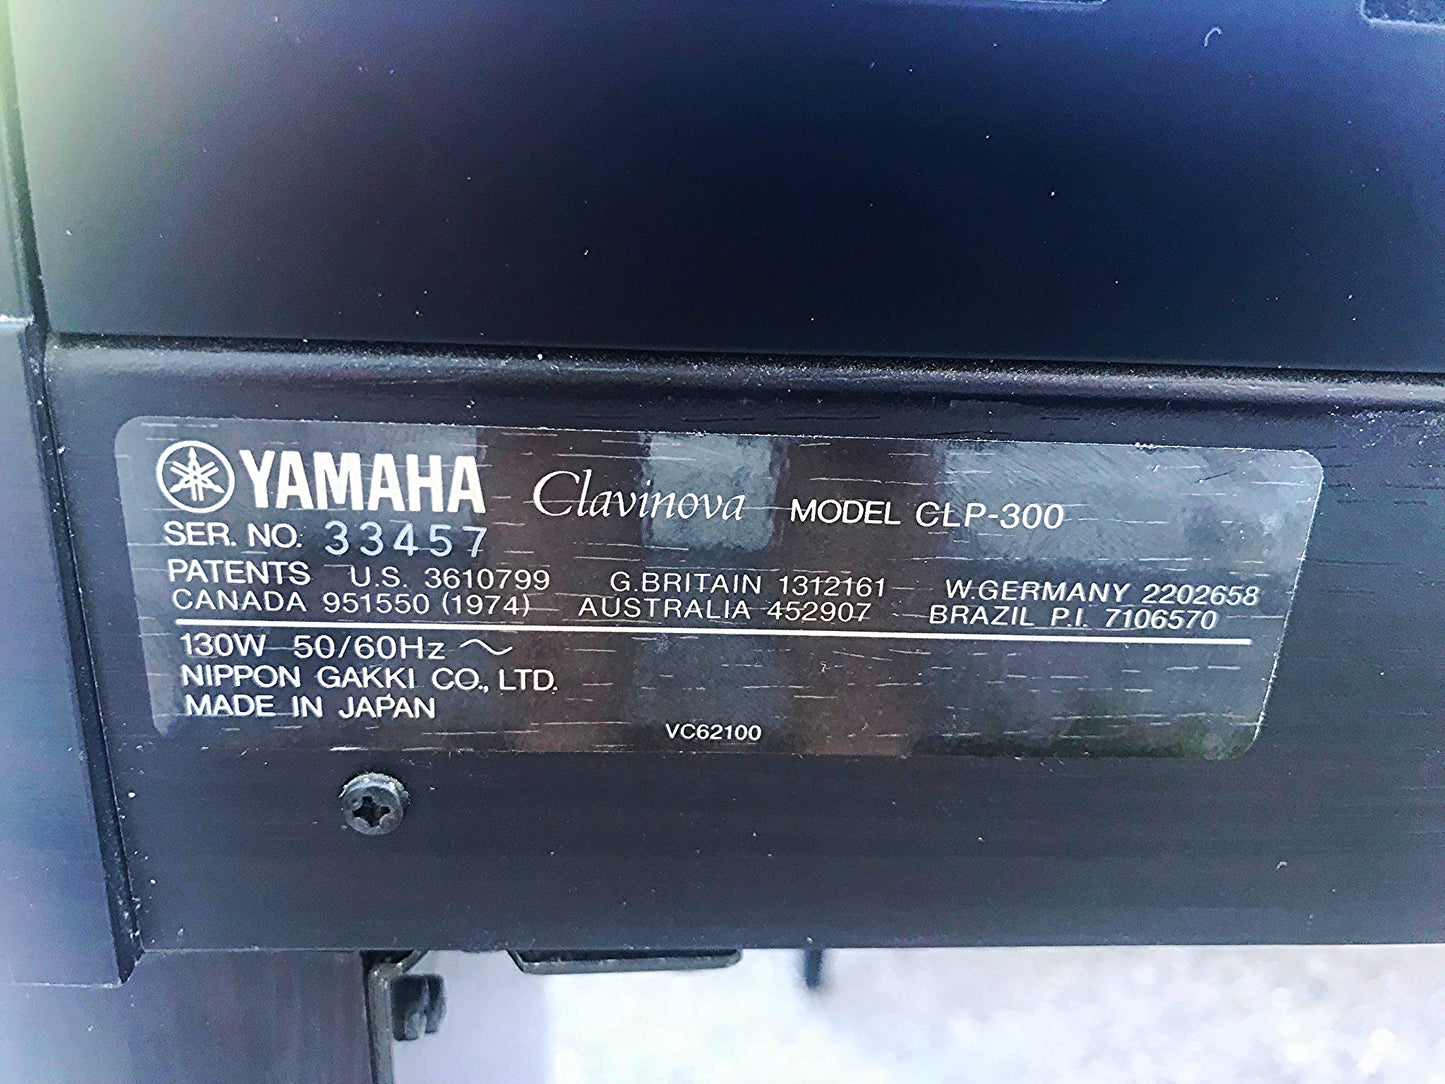 YAMAHA Clavinova MODEL CLP-300
SER. NO. 33457
PATENTS U.S. 3610799 G.BRITAIN 1312161 W.GERMANY 2202658
CANADA 951550 (1974) AUSTRALIA 452907 BRAZIL P.I. 7106570
130W 50/60Hz ~
NIPPON GAKKI CO., LTD.
MADE IN JAPAN
VC62100